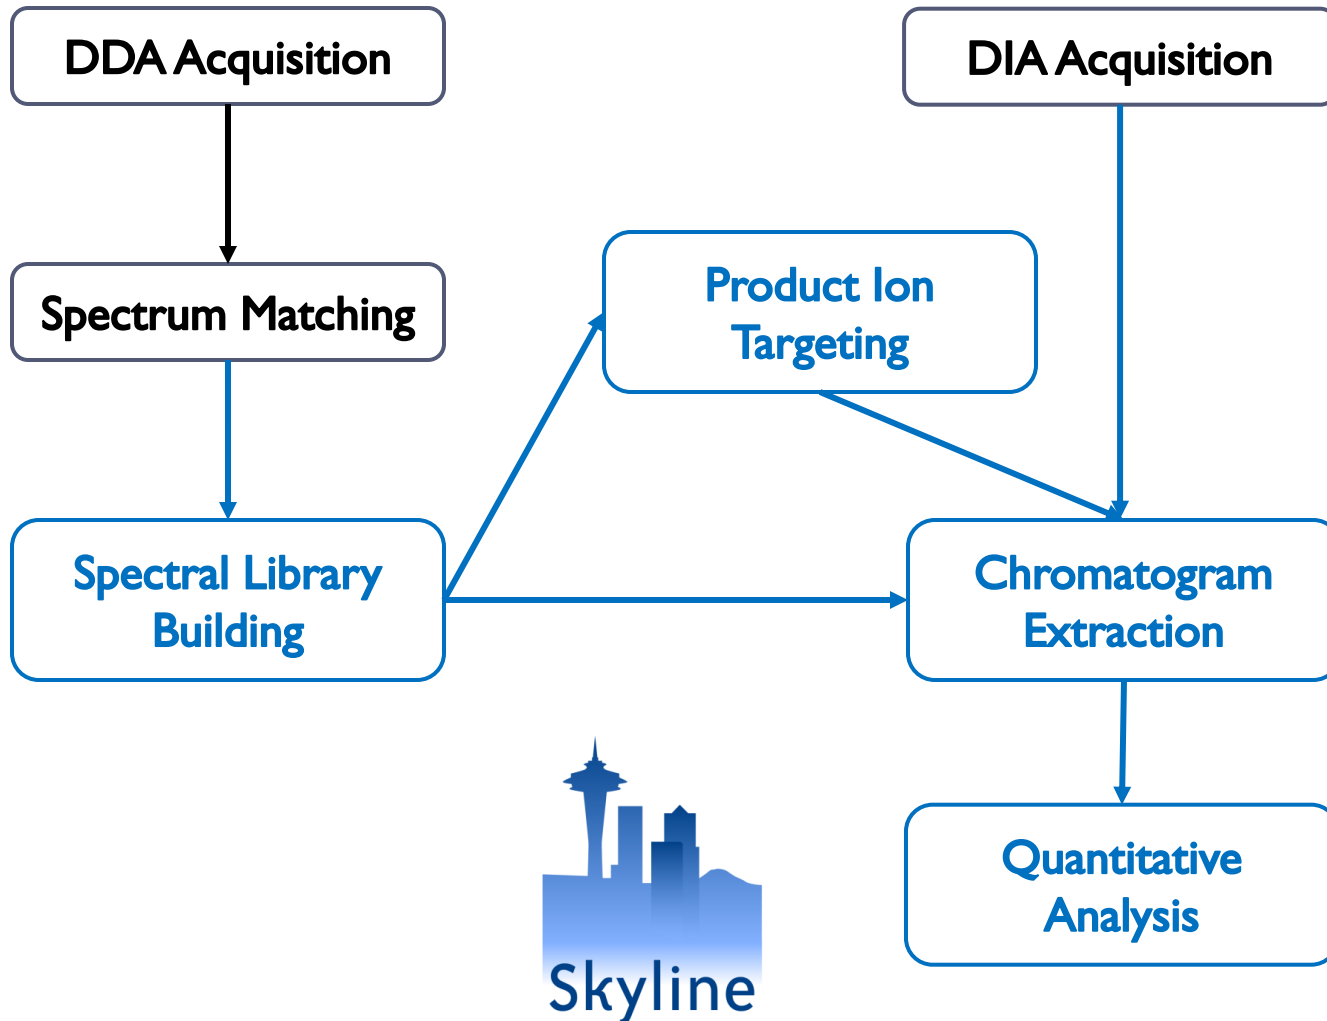 DDA Acquisition
DIA Acquisition
Spectrum Matching
Product Ion
Targeting
Spectral Library
Building
Chromatogram
Extraction
Quantitative
Analysis
Skyline